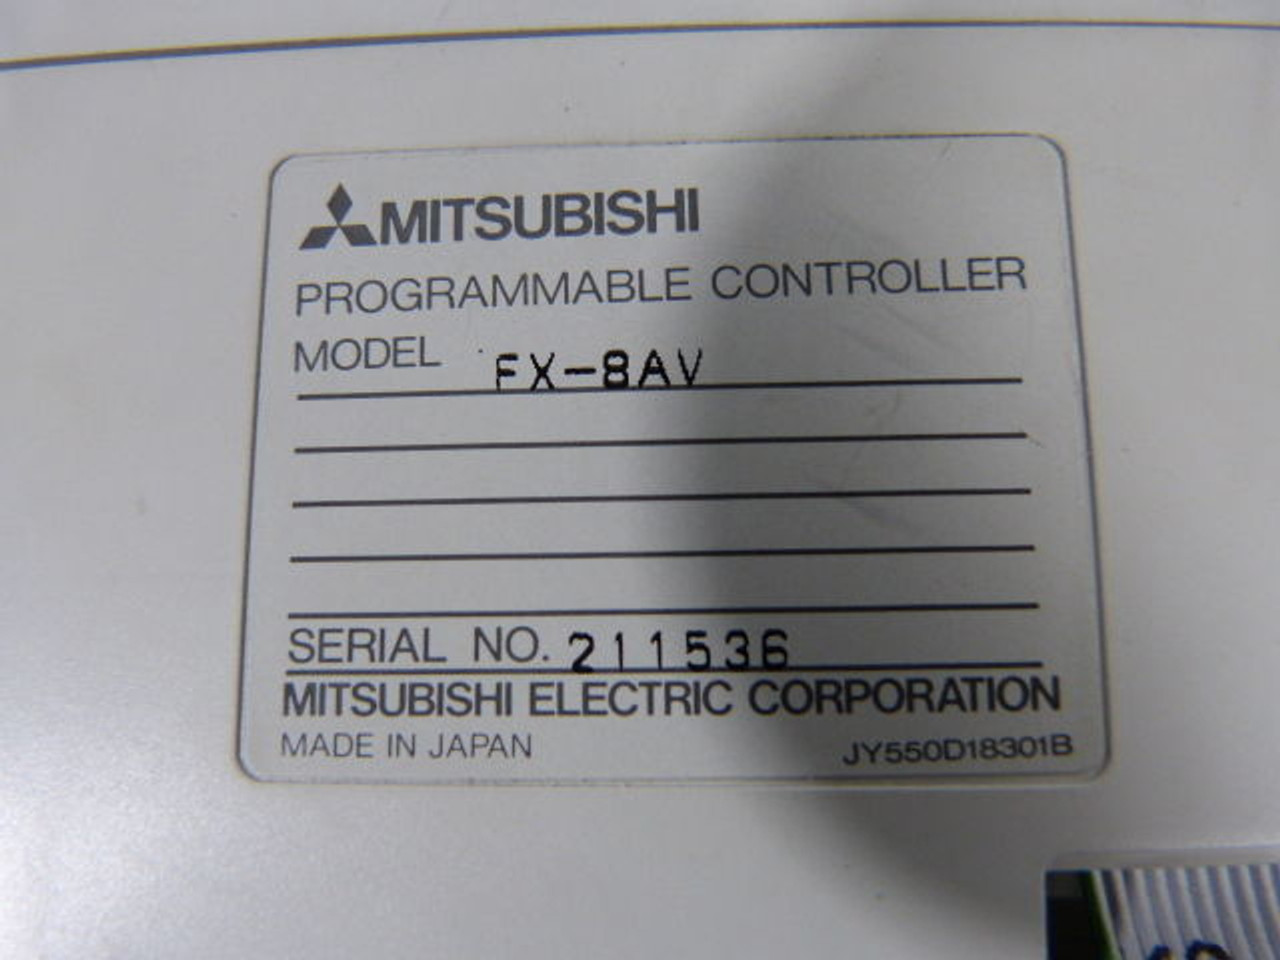 MITSUBISHI
PROGRAMMABLE CONTROLLER
MODEL FX-8AV
SERIAL NO. 211536
MITSUBISHI ELECTRIC CORPORATION
MADE IN JAPAN JY550D18301B